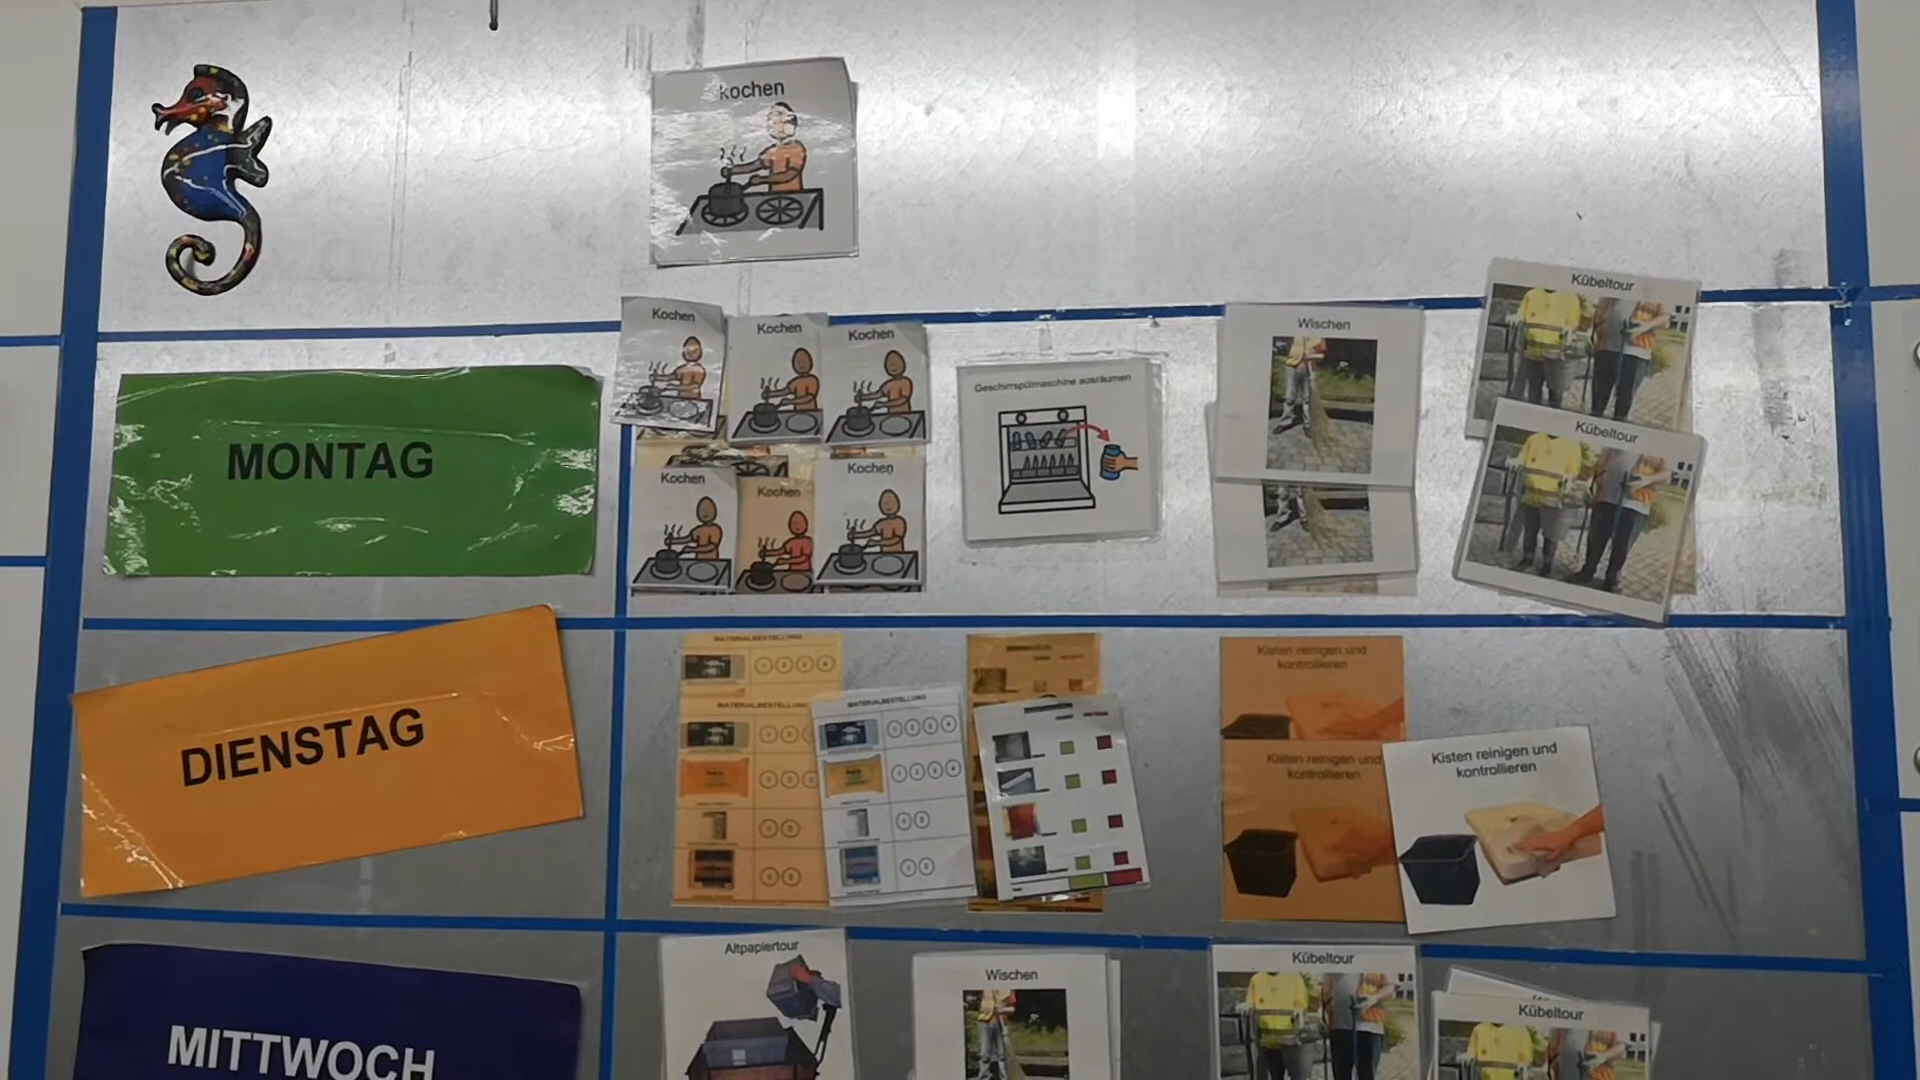 kochen
Kochen
Kochen
Kochen
Kochen
Kochen
Kochen
Geschirrspülmaschine ausräumen
Wischen
Kübeltour
Kübeltour
MONTAG
MATERIALBESTELLUNG
MATERIALBESTELLUNG
MATERIALBESTELLUNG
Kisten reinigen und
kontrollieren
Kisten reinigen und
kontrollieren
Kisten reinigen und
kontrollieren
DIENSTAG
Altpapiertour
Wischen
Kübeltour
Kübeltour
MITTWOCH